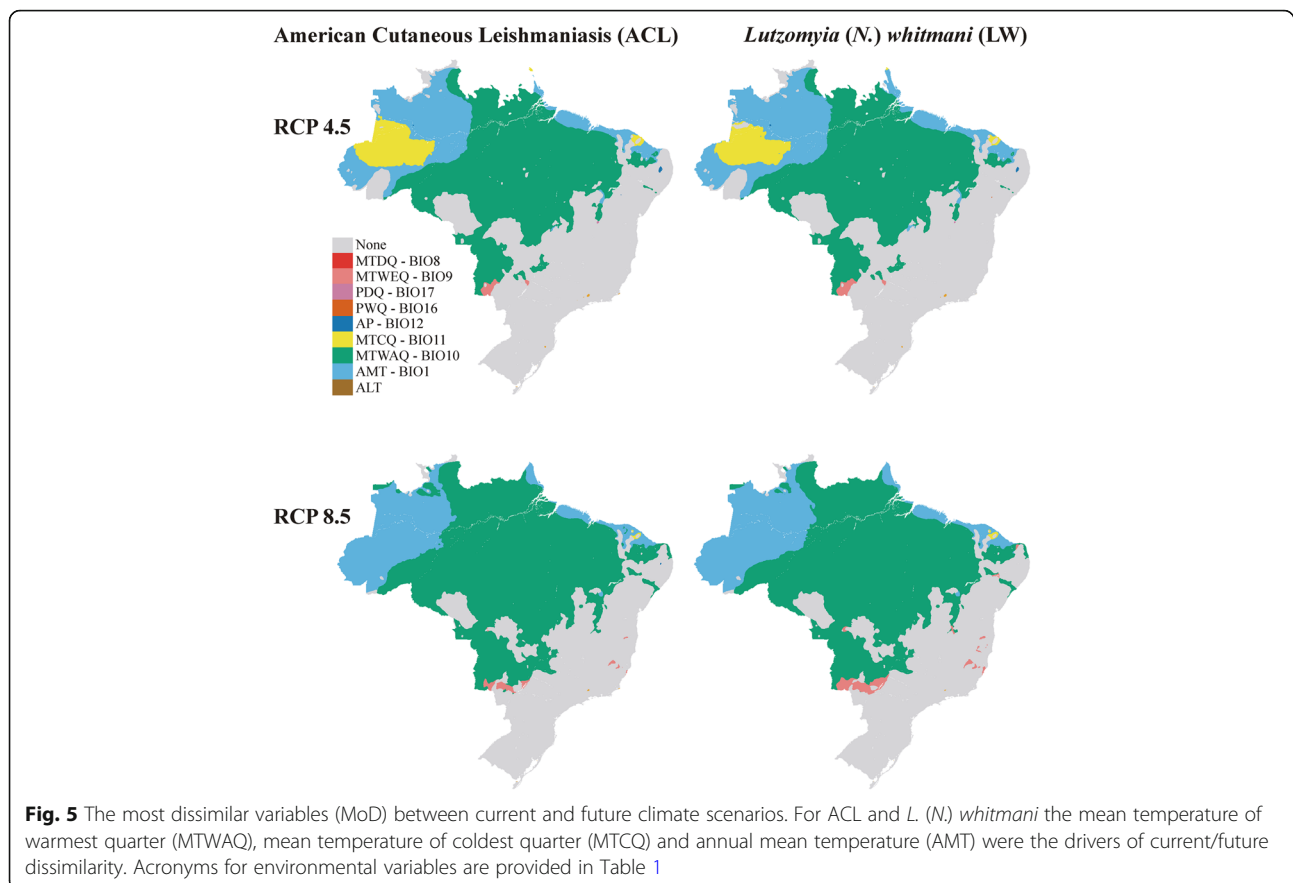 American Cutaneous Leishmaniasis (ACL)
Lutzomyia (N.) whitmani (LW)
RCP 4.5
None
MTDQ - BIO8
MTWEQ - BIO9
PDQ - BIO17
PWQ - BIO16
AP - BIO12
MTCQ - BIO11
MTWAQ - BIO10
AMT - BIO1
ALT
RCP 8.5
Fig. 5 The most dissimilar variables (MoD) between current and future climate scenarios. For ACL and L. (N.) whitmani the mean temperature of
warmest quarter (MTWAQ), mean temperature of coldest quarter (MTCQ) and annual mean temperature (AMT) were the drivers of current/future
dissimilarity. Acronyms for environmental variables are provided in Table 1